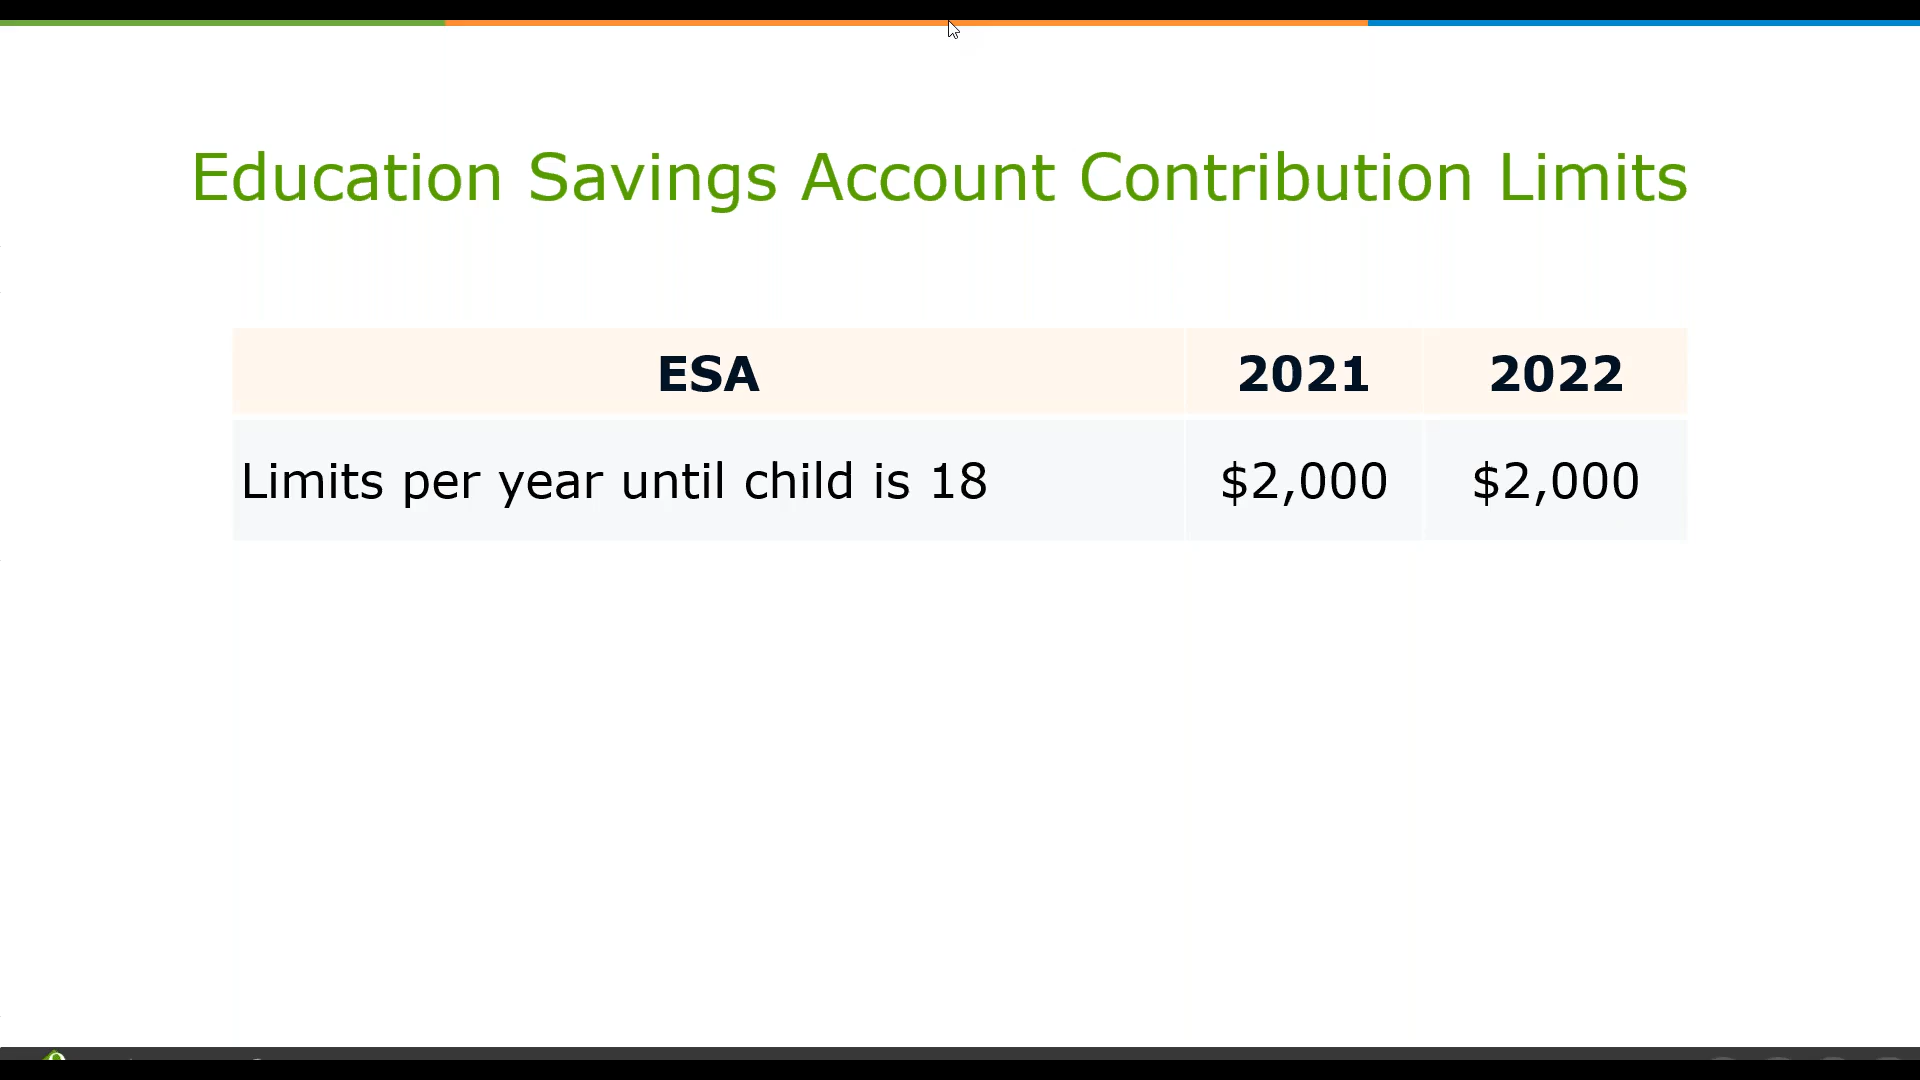 Education Savings Account Contribution Limits
ESA 2021 2022
Limits per year until child is 18 $2,000 $2,000